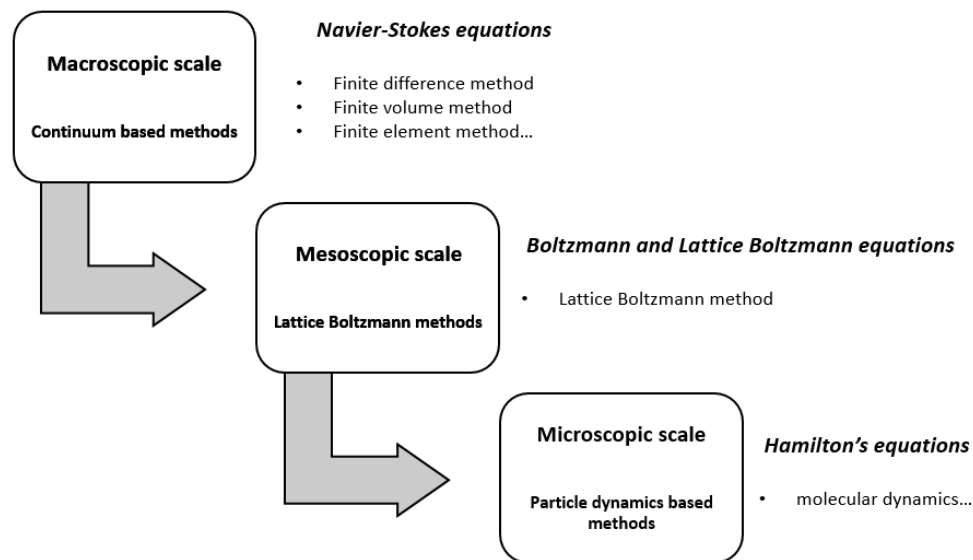 Macroscopic scale
Continuum based methods
Navier-Stokes equations
• Finite difference method
• Finite volume method
• Finite element method…
Mesoscopic scale
Lattice Boltzmann methods
Boltzmann and Lattice Boltzmann equations
• Lattice Boltzmann method
Microscopic scale
Particle dynamics based
methods
Hamilton’s equations
• molecular dynamics…